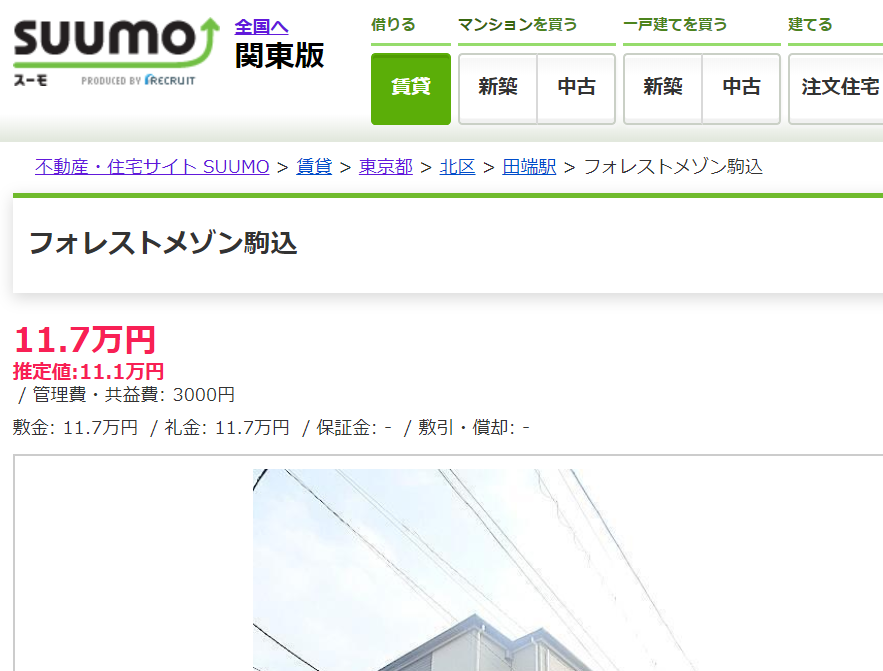 SUUMO
スーモ PRODUCED BY RECRUIT
全国へ
関東版
借りる マンションを買う 一戸建てを買う 建てる
賃貸 新築 中古 新築 中古 注文住宅
不動産・住宅サイト SUUMO > 賃貸 > 東京都 > 北区 > 田端駅 > フォレストメゾン駒込
フォレストメゾン駒込
11.7万円
推定値:11.1万円
/ 管理費・共益費: 3000円
敷金: 11.7万円 / 礼金: 11.7万円 / 保証金: - / 敷引・償却: -